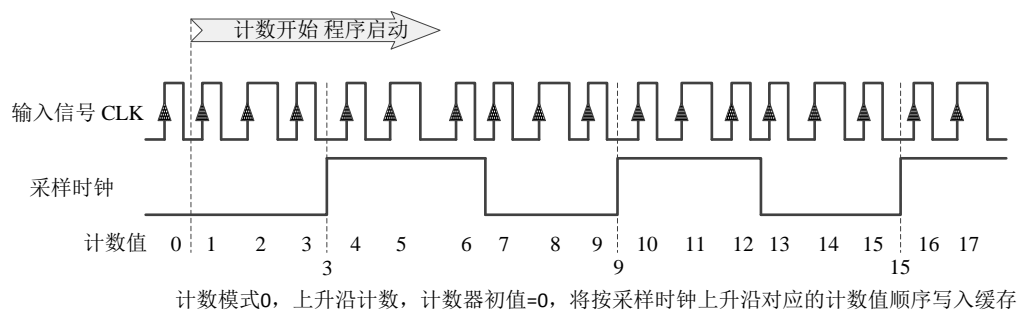 计数开始 程序启动
输入信号 CLK
采样时钟
计数值 0 1 2 3 4 5 6 7 8 9 10 11 12 13 14 15 16 17
3 9 15
计数模式0，上升沿计数，计数器初值=0，将按采样时钟上升沿对应的计数值顺序写入缓存